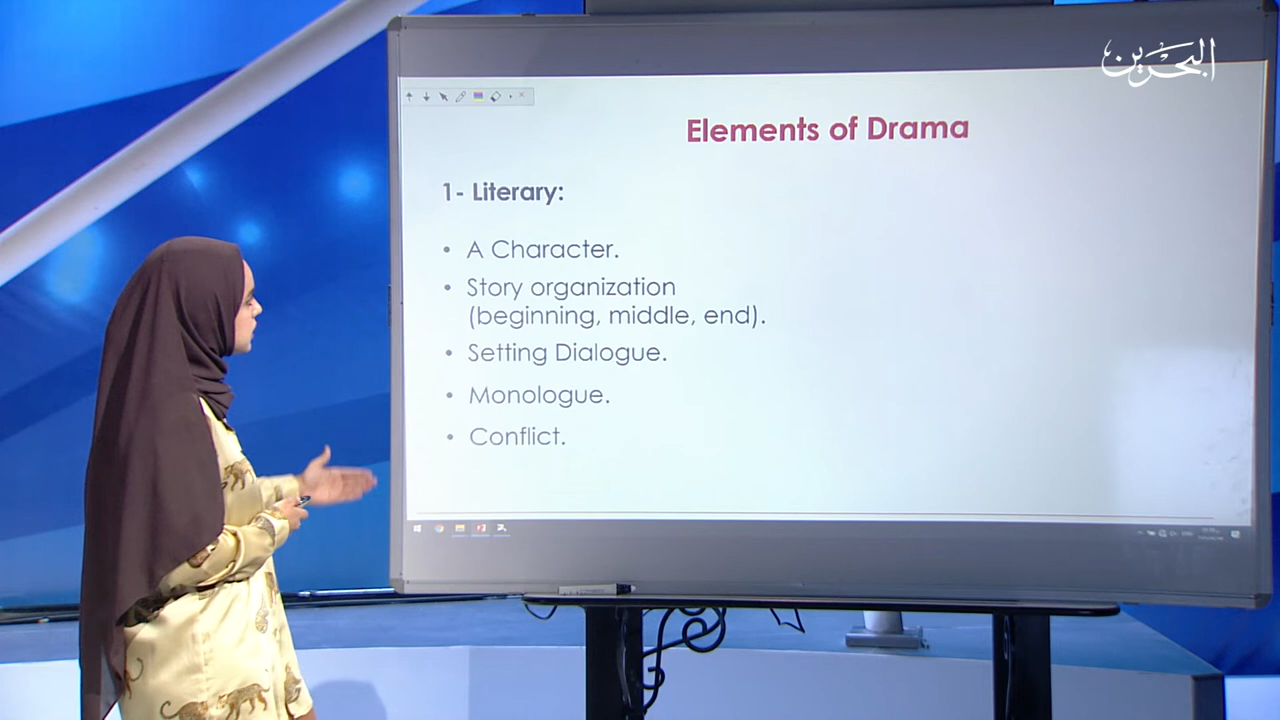 البحرين
Elements of Drama
1- Literary:
• A Character.
• Story organization
(beginning, middle, end).
• Setting Dialogue.
• Monologue.
• Conflict.